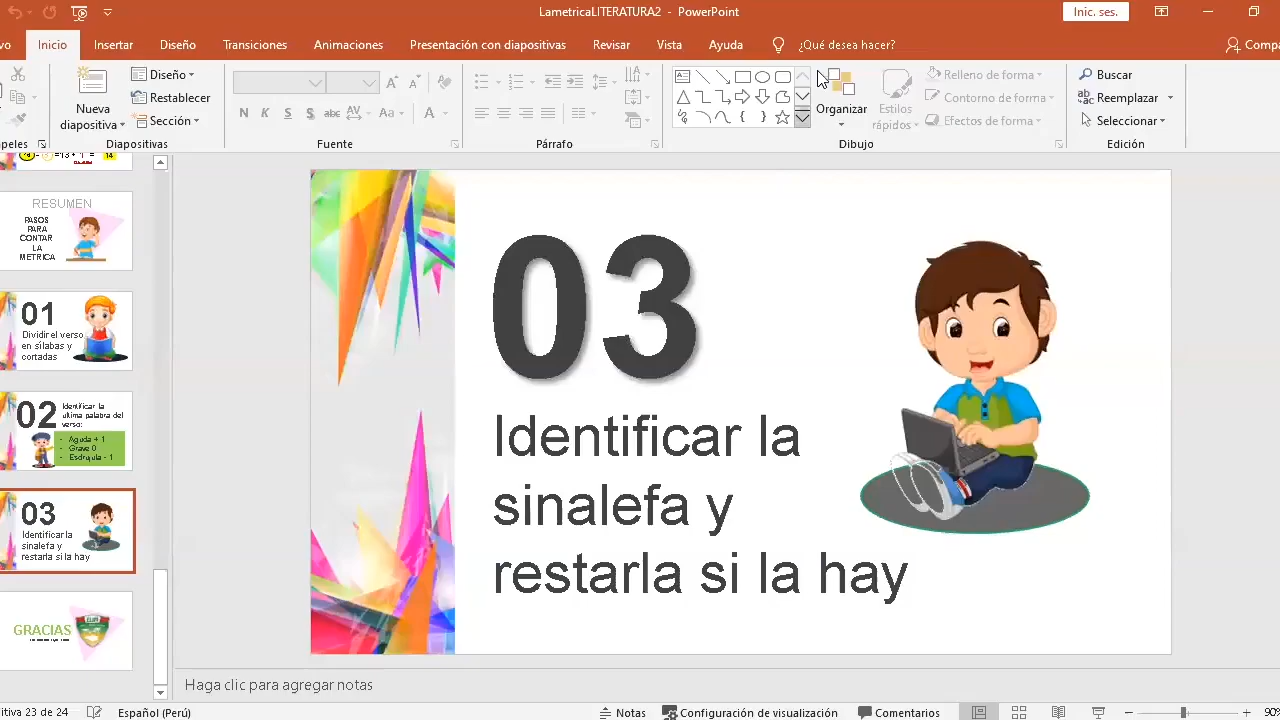 LametricaLITERATURA2 - PowerPoint
Inic. ses.
Inicio Insertar Diseño Transiciones Animaciones Presentación con diapositivas Revisar Vista Ayuda ¿Qué desea hacer?
Nueva diapositiva
Diseño
Restablecer
Sección
Diapositivas
N K S S abc AV Aa A
Fuente
Párrafo
Organizar
Estilos rápidos
Relleno de forma
Contorno de forma
Efectos de forma
Dibujo
Buscar
Reemplazar
Seleccionar
Edición
RESUMEN
PASOS
PARA
CONTAR
LA
METRICA
01
Dividir el verso
en sílabas y
cortadas
02
Identificar la
última palabra del
verso:
- Aguda + 1
- Grave 0
- Esdrújula - 1
03
Identificar la
sinalefa y
restarla si la hay
GRACIAS
03
Identificar la
sinalefa y
restarla si la hay
Haga clic para agregar notas
23 de 24 Español (Perú) Notas Configuración de visualización Comentarios